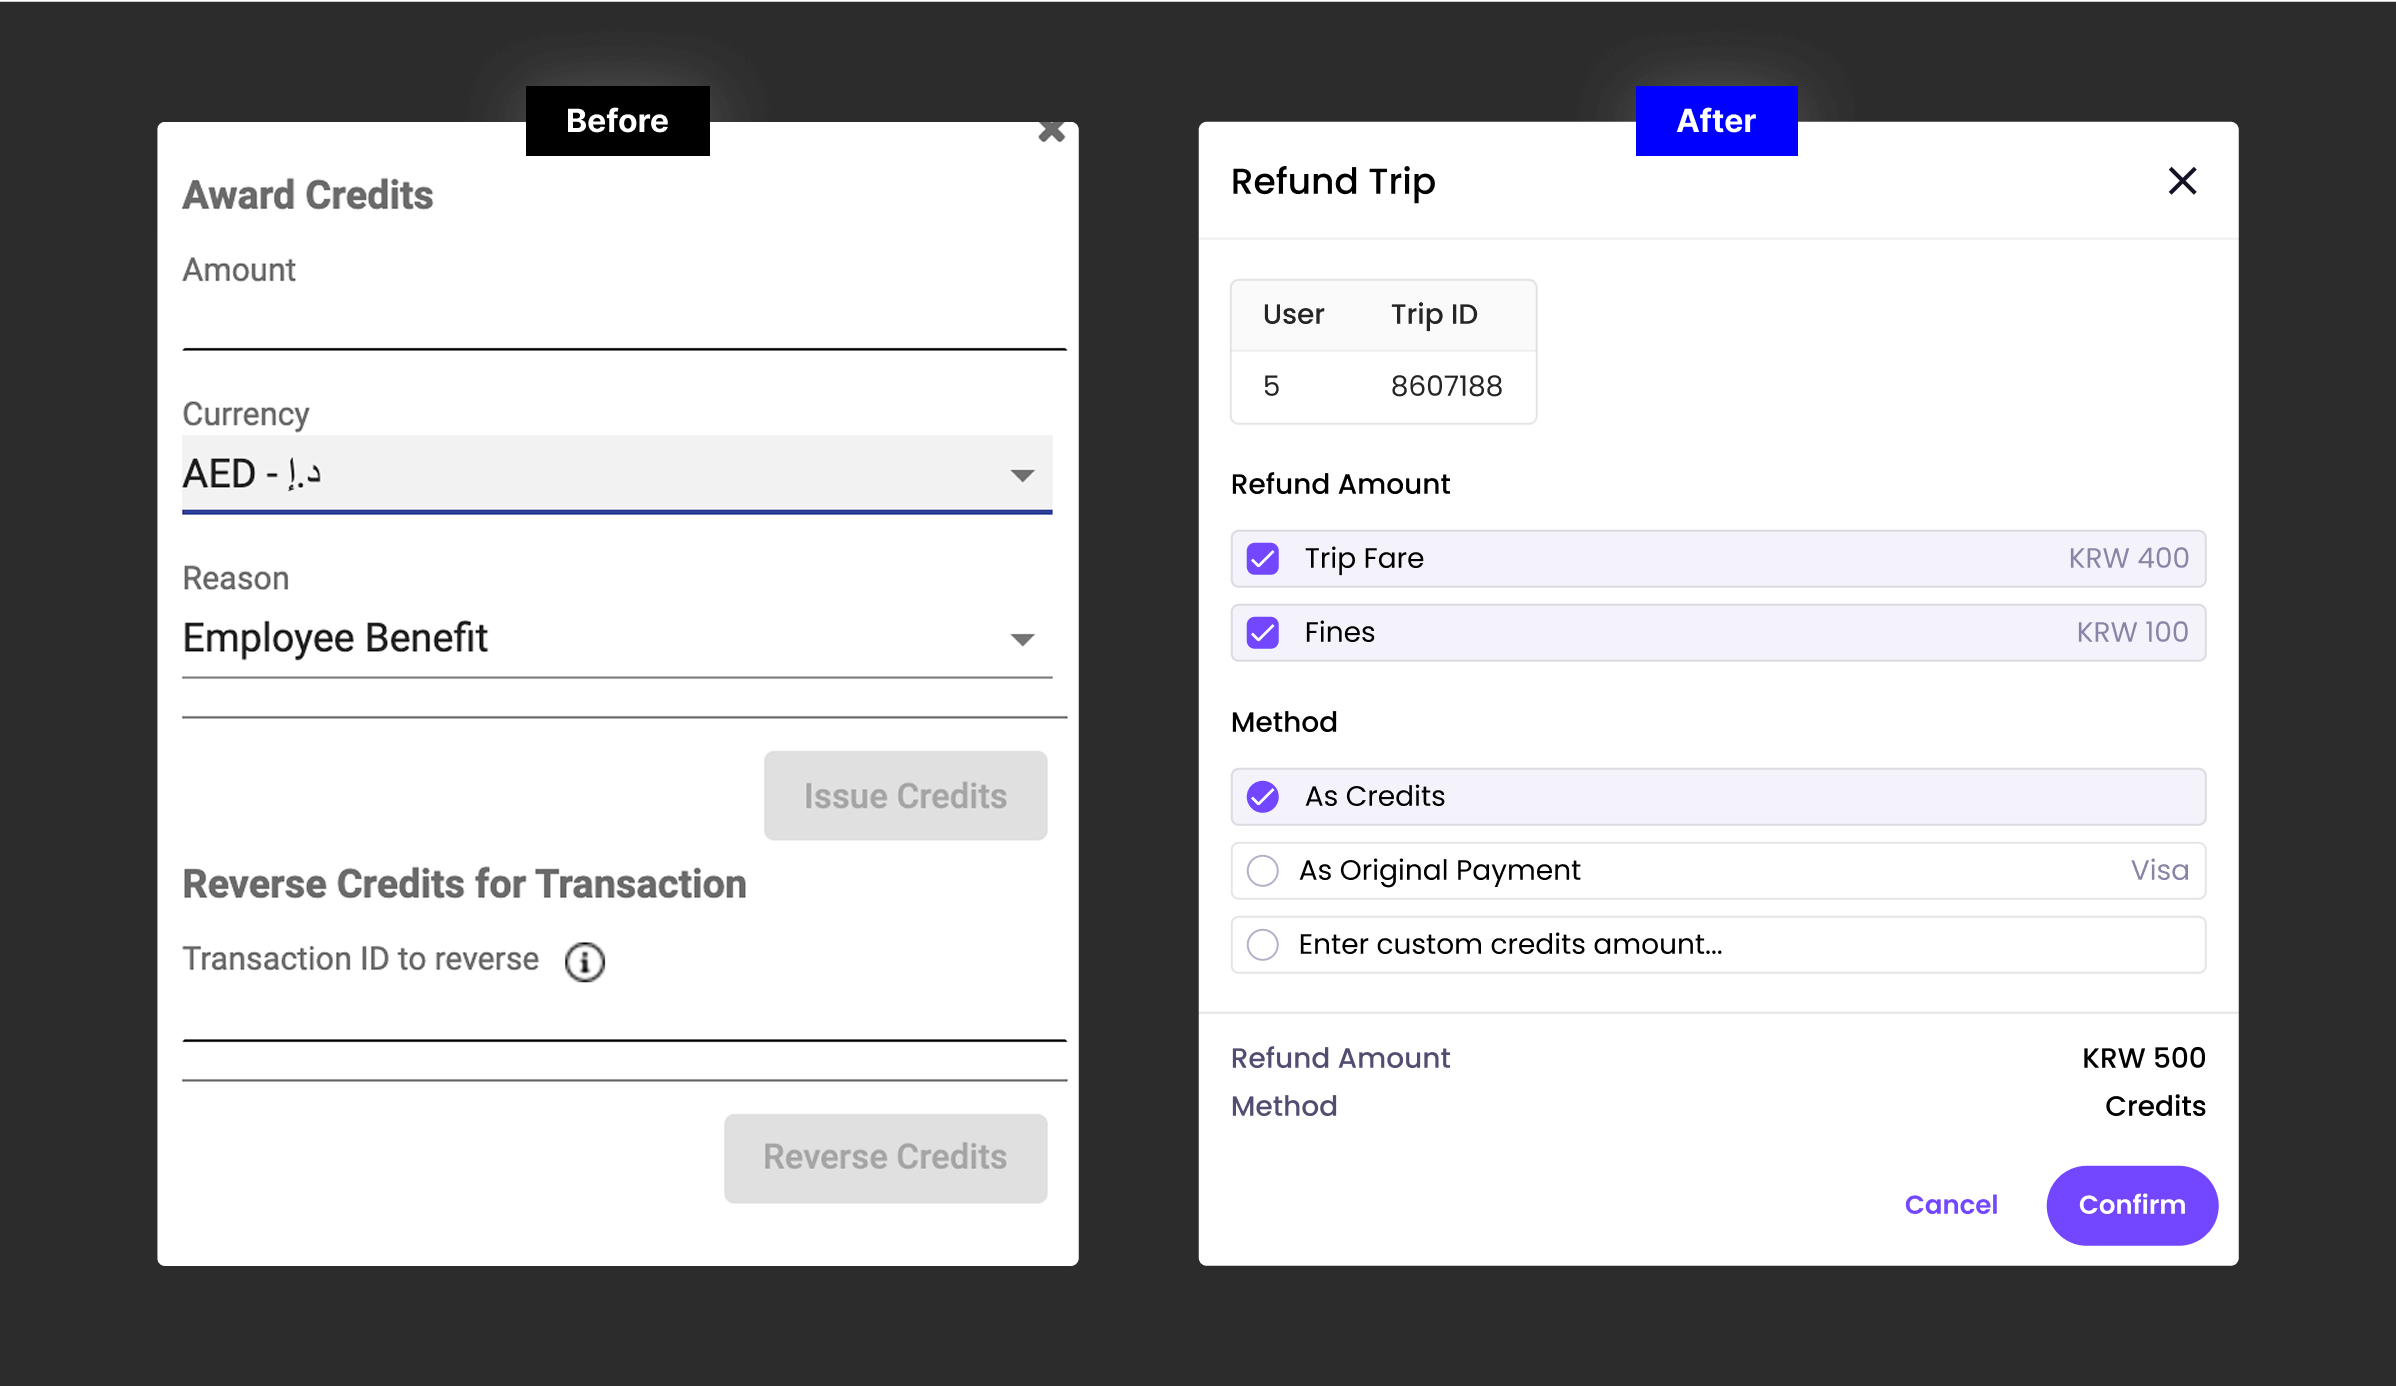 Before
Award Credits
Amount
Currency
AED - د.إ
Reason
Employee Benefit
Issue Credits
Reverse Credits for Transaction
Transaction ID to reverse
Reverse Credits
After
Refund Trip
User Trip ID
5 8607188
Refund Amount
Trip Fare KRW 400
Fines KRW 100
Method
As Credits
As Original Payment Visa
Enter custom credits amount...
Refund Amount KRW 500
Method Credits
Cancel Confirm